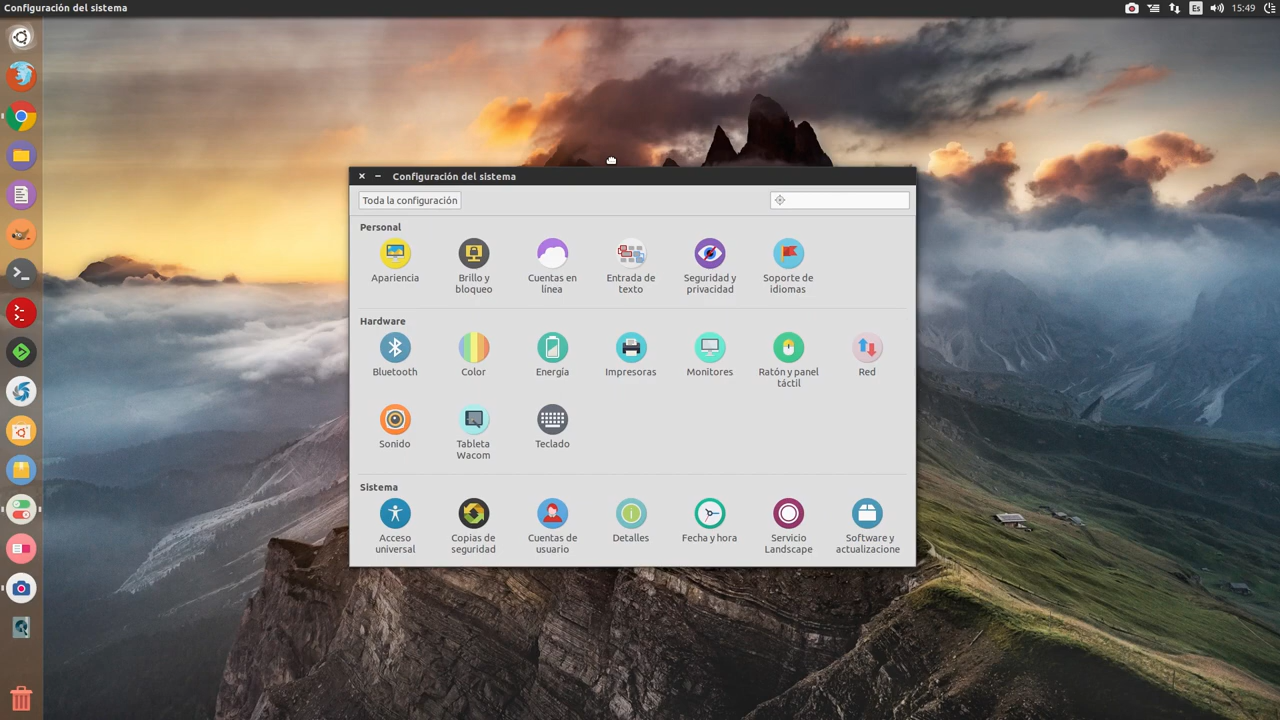 Configuración del sistema
Es
15:49
Configuración del sistema
Toda la configuración
Personal
Apariencia
Brillo y
bloqueo
Cuentas en
línea
Entrada de
texto
Seguridad y
privacidad
Soporte de
idiomas
Hardware
Bluetooth
Color
Energía
Impresoras
Monitores
Ratón y panel
táctil
Red
Sonido
Tableta
Wacom
Teclado
Sistema
Acceso
universal
Copias de
seguridad
Cuentas de
usuario
Detalles
Fecha y hora
Servicio
Landscape
Software y
actualizacione